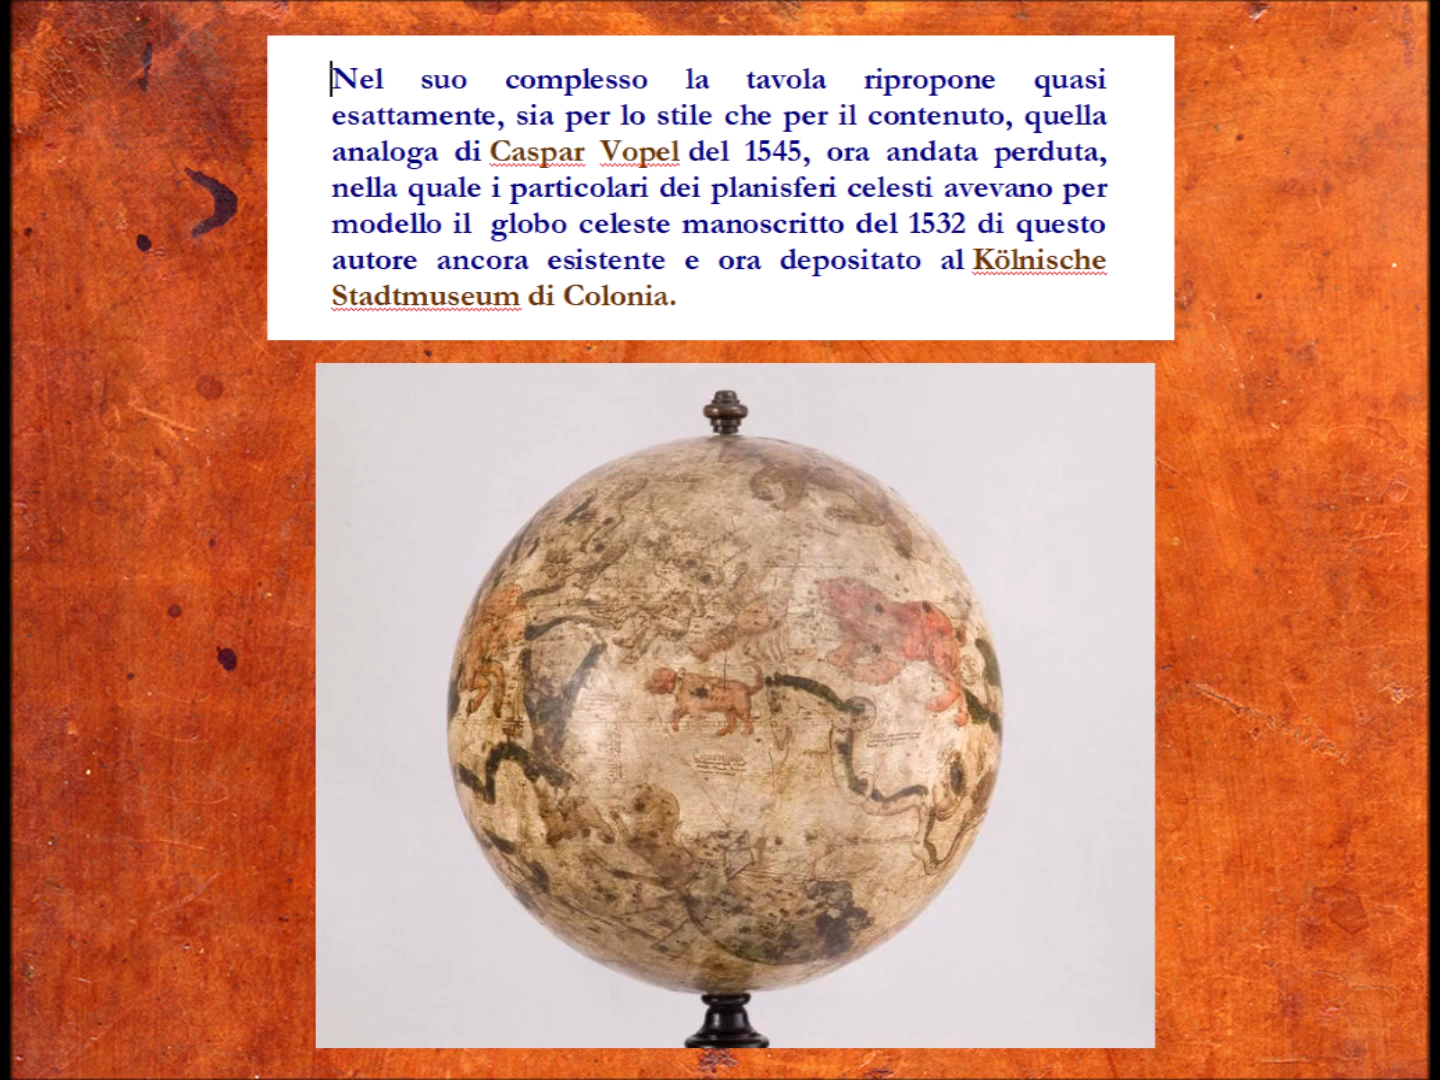 Nel suo complesso la tavola ripropone quasi
esattamente, sia per lo stile che per il contenuto, quella
analoga di Caspar Vopel del 1545, ora andata perduta,
nella quale i particolari dei planisferi celesti avevano per
modello il globo celeste manoscritto del 1532 di questo
autore ancora esistente e ora depositato al Kölnische
Stadtmuseum di Colonia.